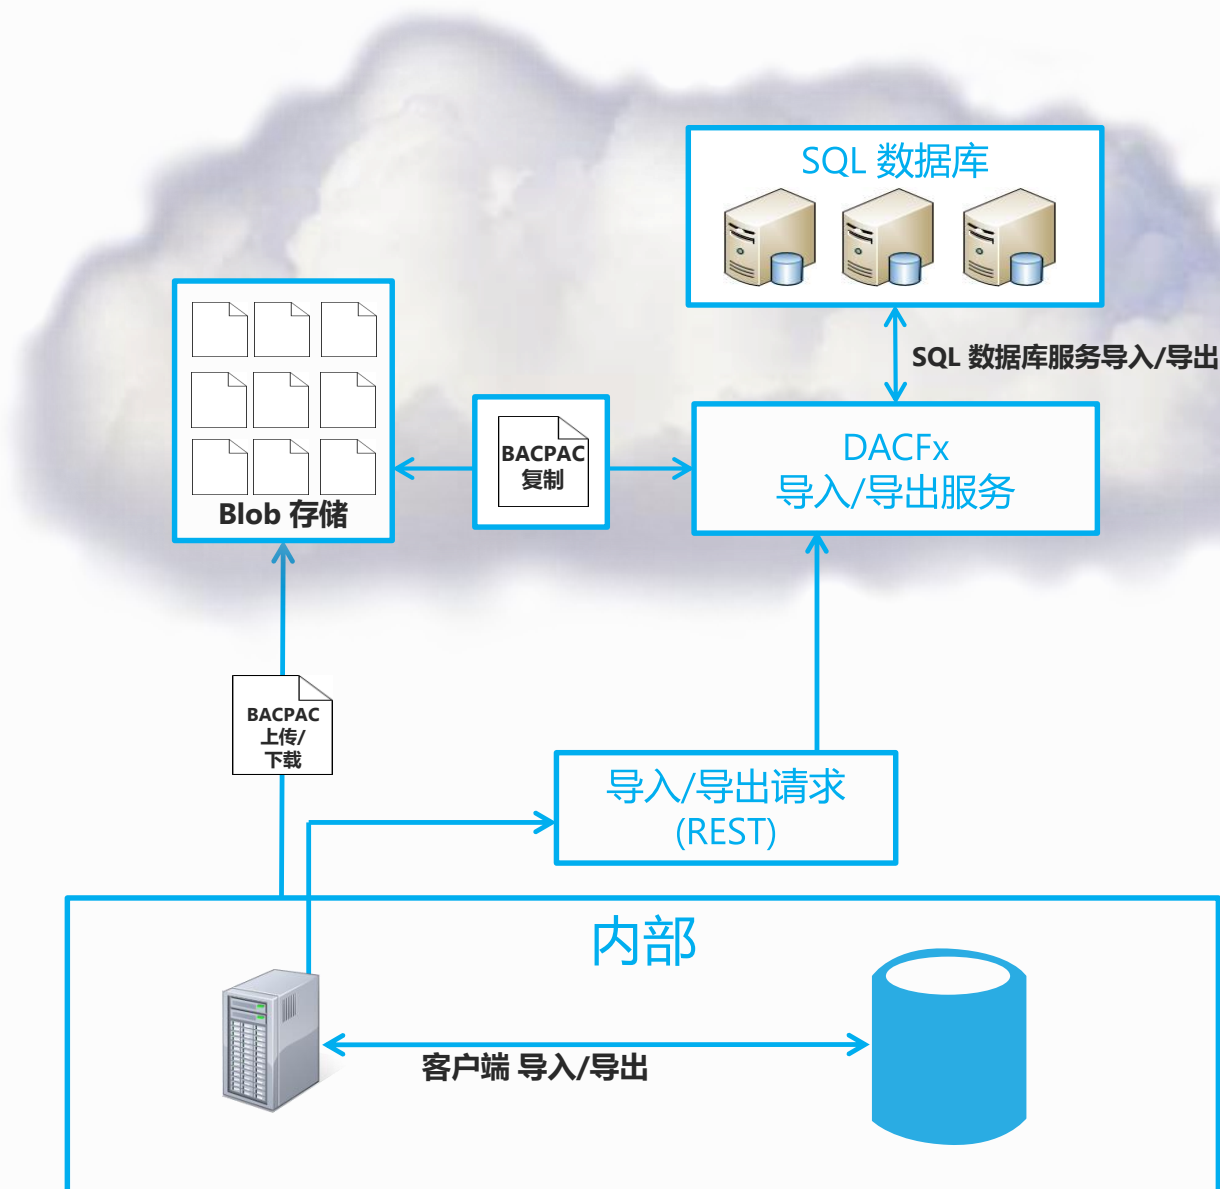 SQL 数据库
SQL 数据库服务导入/导出
DACFx
导入/导出服务
BACPAC
复制
Blob 存储
BACPAC
上传/
下载
导入/导出请求
(REST)
内部
客户端 导入/导出